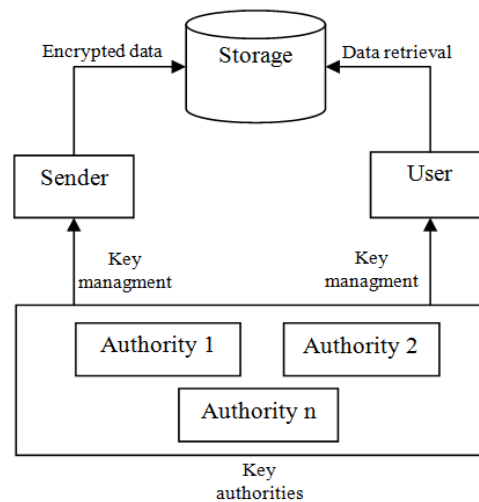 Encrypted data
Storage
Data retrieval
Sender
User
Key
managment
Key
managment
Authority 1
Authority 2
Authority n
Key
authorities